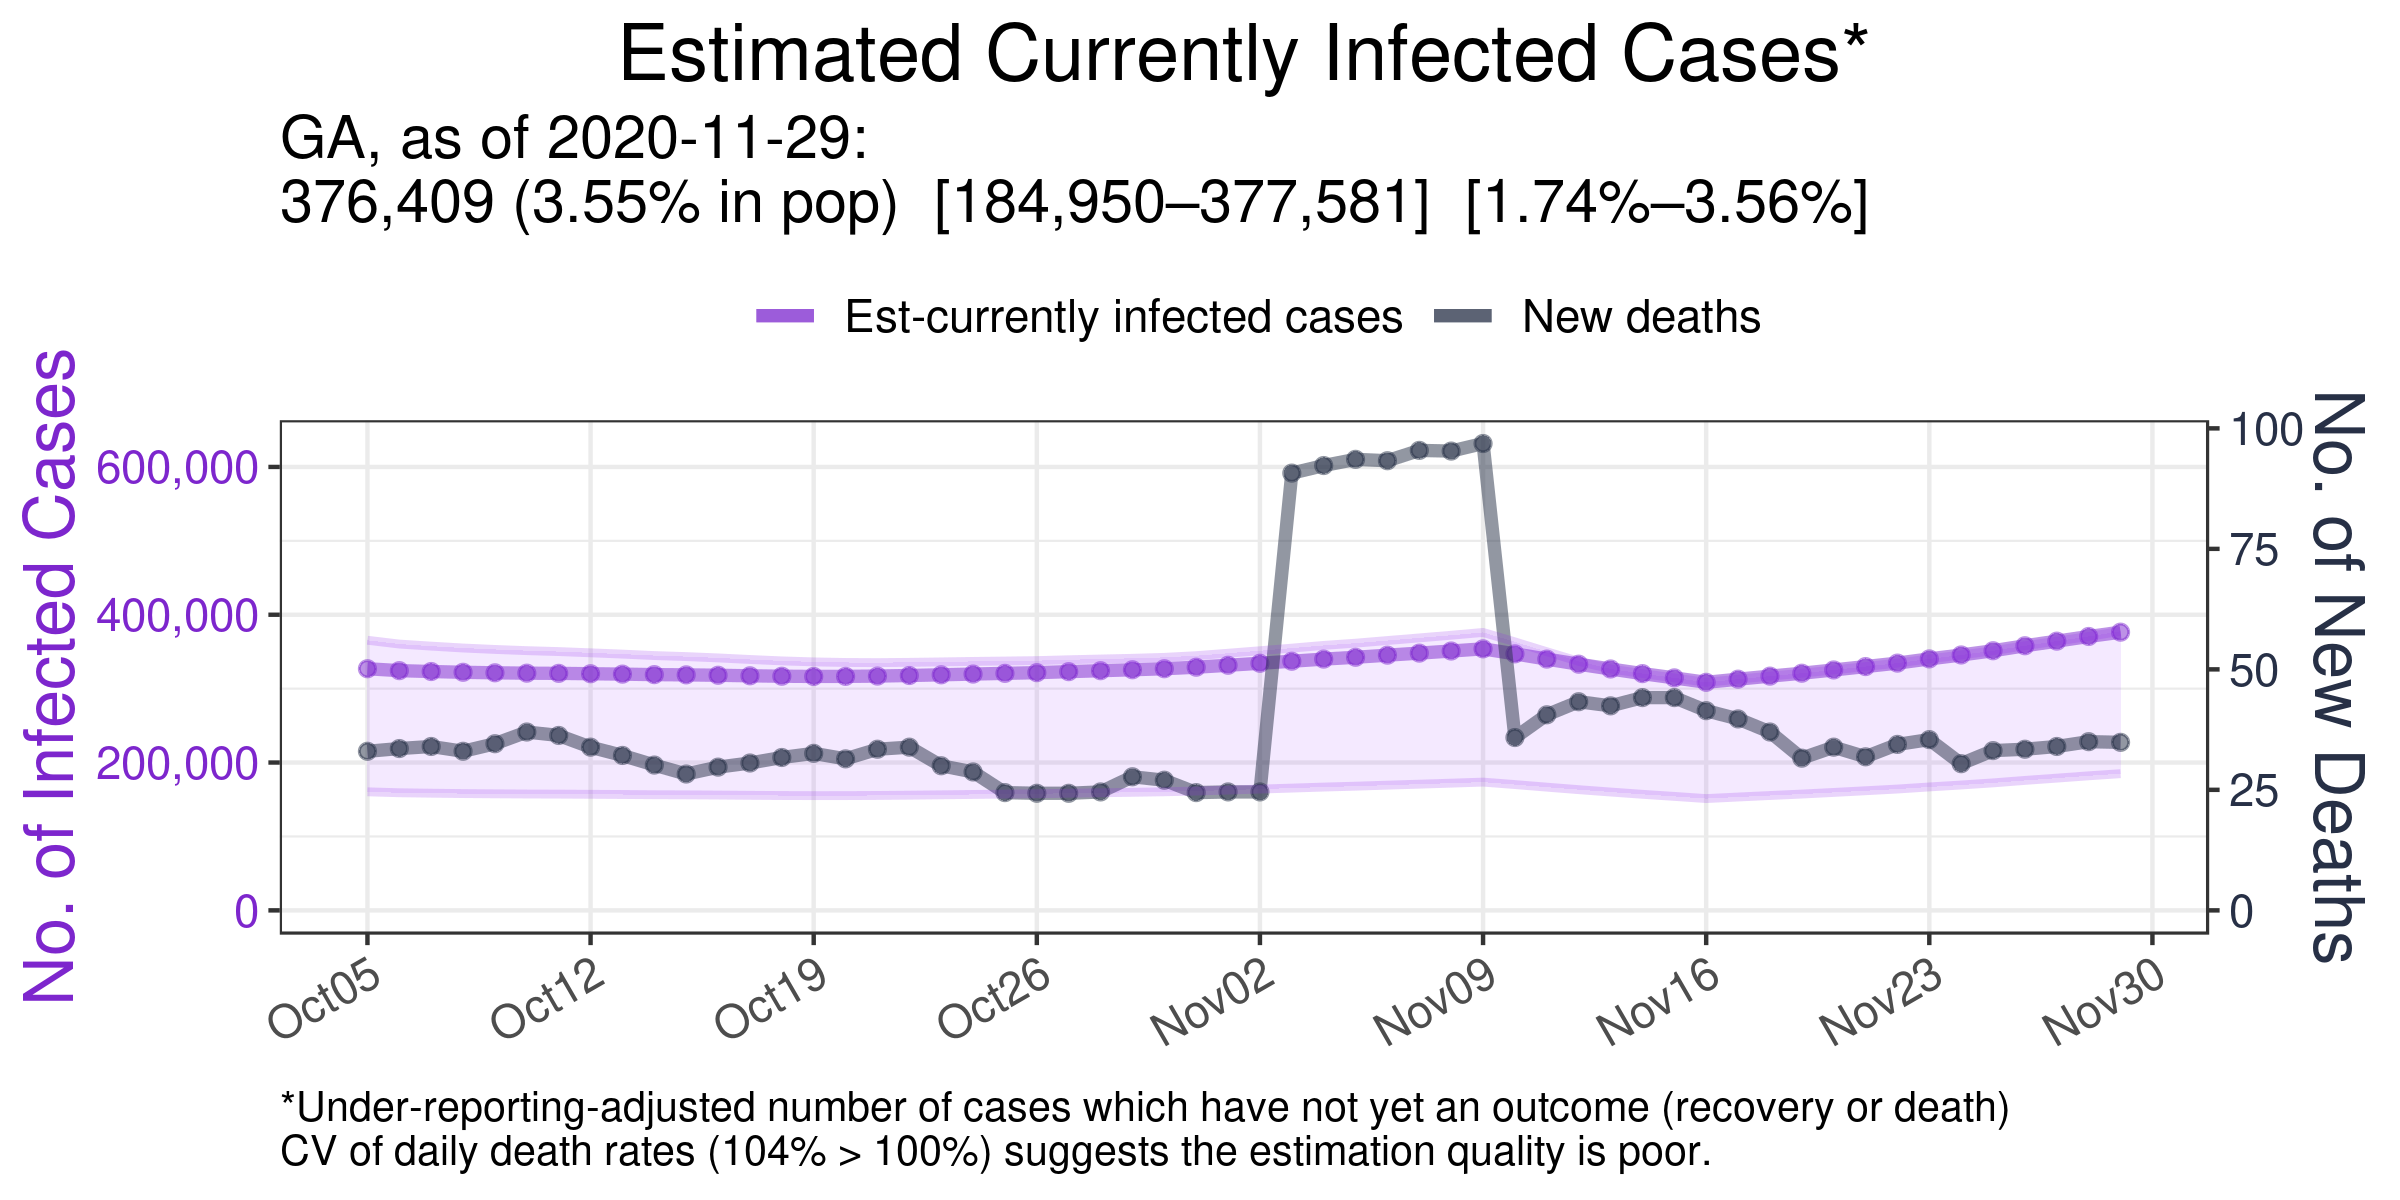 Estimated Currently Infected Cases*
GA, as of 2020-11-29:
376,409 (3.55% in pop)  [184,950–377,581]  [1.74%–3.56%]
Est-currently infected cases
New deaths
No. of Infected Cases
600,000
400,000
200,000
0
100
75
50
25
0
No. of New Deaths
Oct05
Oct12
Oct19
Oct26
Nov02
Nov09
Nov16
Nov23
Nov30
*Under-reporting-adjusted number of cases which have not yet an outcome (recovery or death)
CV of daily death rates (104% > 100%) suggests the estimation quality is poor.